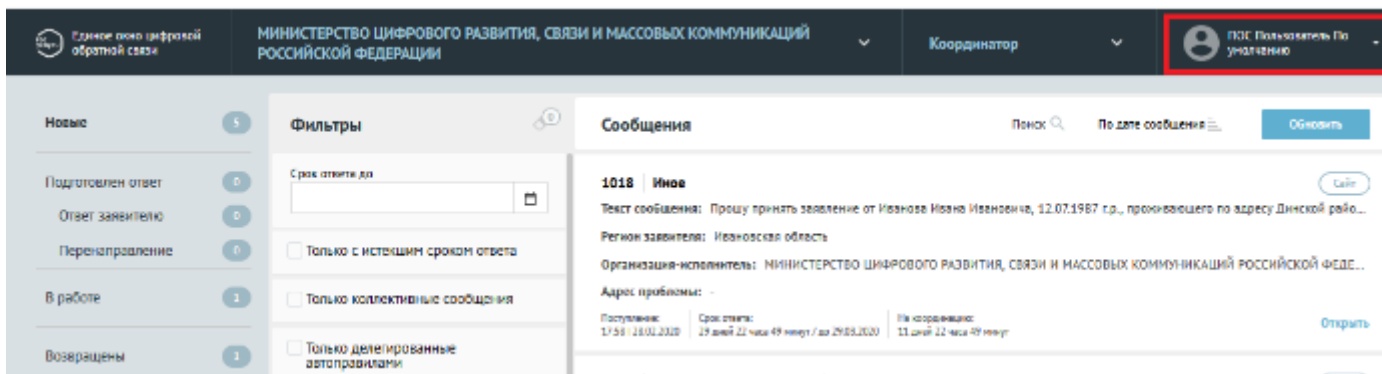 Единое окно цифровой
обратной связи
МИНИСТЕРСТВО ЦИФРОВОГО РАЗВИТИЯ, СВЯЗИ И МАССОВЫХ КОММУНИКАЦИЙ
РОССИЙСКОЙ ФЕДЕРАЦИИ
Координатор
ПОС Пользователь По
умолчанию
Новые 5
Подготовлен ответ 0
Ответ заявителю 0
Перенаправление 0
В работе 1
Возвращены 1
Фильтры 0
Срок ответа до
Только с истекшим сроком ответа
Только коллективные сообщения
Только делегированные
автоправилами
Сообщения Поиск По дате сообщения Обновить
1018 Иное Сайт
Текст сообщения: Прошу принять заявление от Иванова Ивана Ивановича, 12.07.1987 г.р., проживающего по адресу Динской райо...
Регион заявителя: Ивановская область
Организация-исполнитель: МИНИСТЕРСТВО ЦИФРОВОГО РАЗВИТИЯ, СВЯЗИ И МАССОВЫХ КОММУНИКАЦИЙ РОССИЙСКОЙ ФЕДЕ...
Адрес проблемы: -
Поступление: Срок ответа: На координацию:
17:58 | 28.02.2020 29 дней 22 часа 49 минут / до 29.03.2020 11 дней 22 часа 49 минут
Открыть